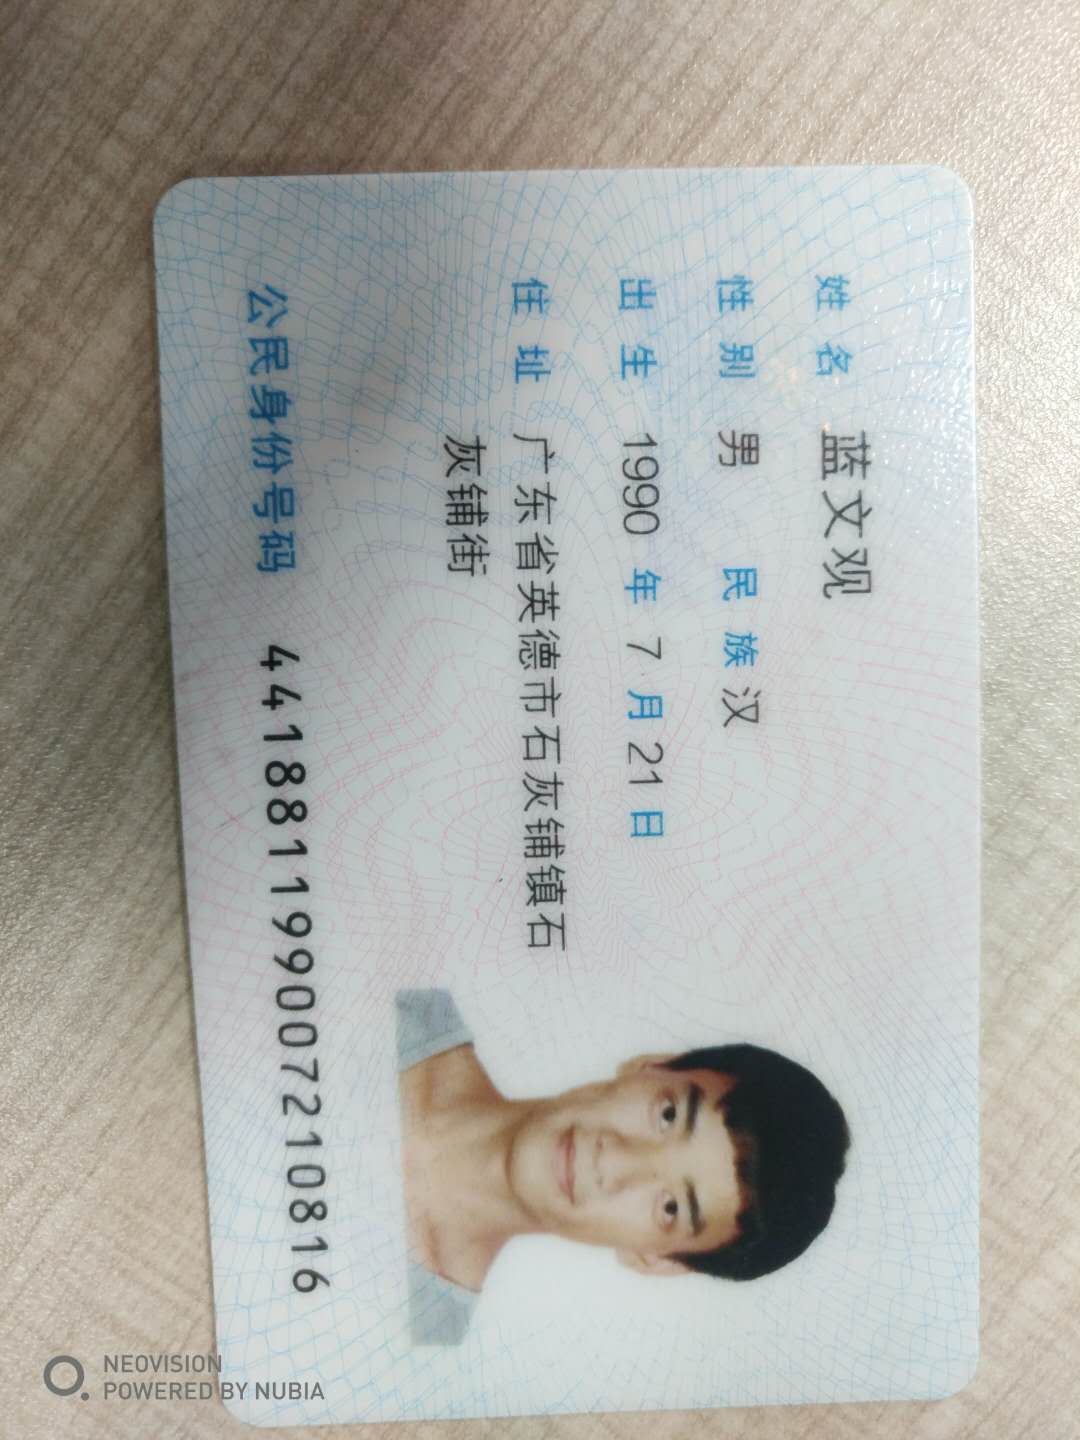 姓名 蓝文观
性别 男 民族 汉
出生 1990 年 7 月 21 日
住址 广东省英德市石灰铺镇石
灰铺街
公民身份号码 441881199007210816
NEOVISION
POWERED BY NUBIA